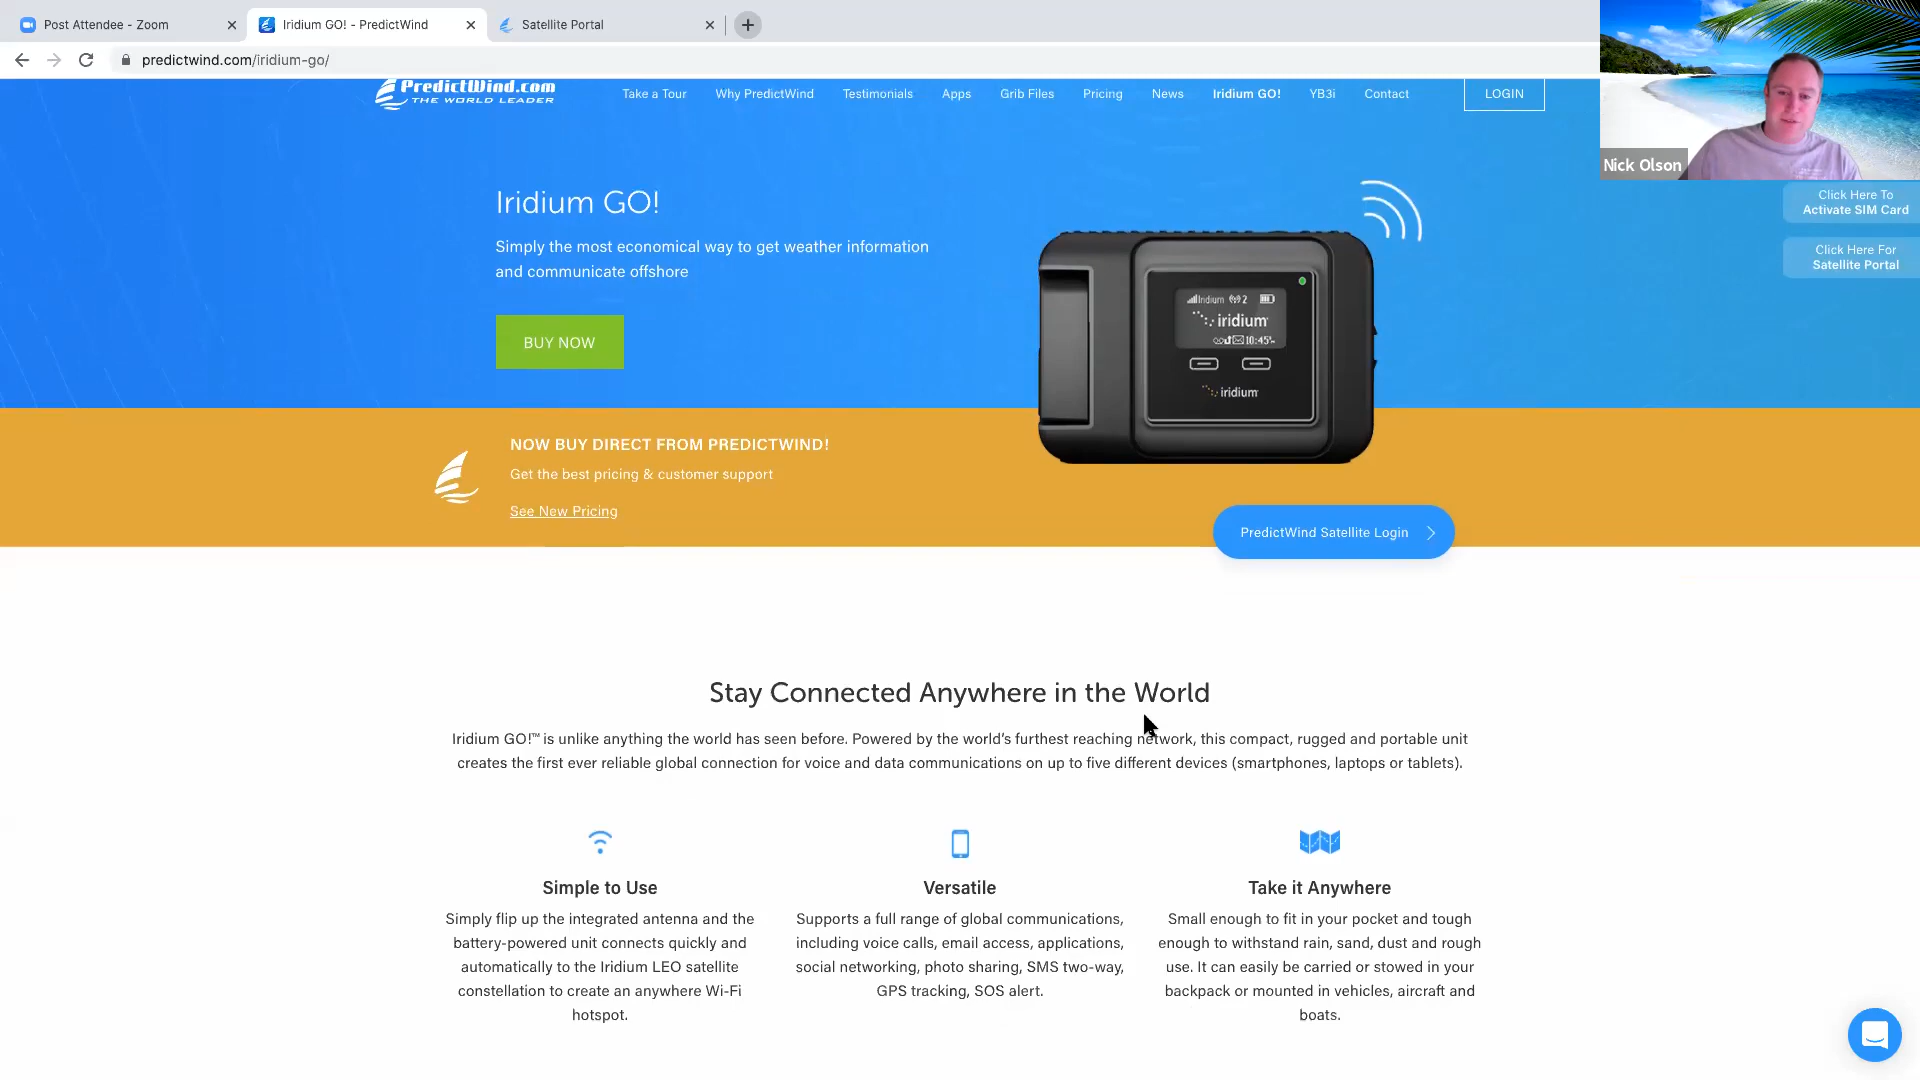 Post Attendee - Zoom
Iridium GO! - PredictWind
Satellite Portal
predictwind.com/iridium-go/
PredictWind.com
THE WORLD LEADER
Take a Tour
Why PredictWind
Testimonials
Apps
Grib Files
Pricing
News
Iridium GO!
YB3i
Contact
LOGIN
Nick Olson
Click Here To
Activate SIM Card
Click Here For
Satellite Portal
Iridium GO!
Simply the most economical way to get weather information
and communicate offshore
BUY NOW
Iridium 2
iridium
10:45
iridium
NOW BUY DIRECT FROM PREDICTWIND!
Get the best pricing & customer support
See New Pricing
PredictWind Satellite Login
Stay Connected Anywhere in the World
Iridium GO!™ is unlike anything the world has seen before. Powered by the world's furthest reaching network, this compact, rugged and portable unit
creates the first ever reliable global connection for voice and data communications on up to five different devices (smartphones, laptops or tablets).
Simple to Use
Simply flip up the integrated antenna and the
battery-powered unit connects quickly and
automatically to the Iridium LEO satellite
constellation to create an anywhere Wi-Fi
hotspot.
Versatile
Supports a full range of global communications,
including voice calls, email access, applications,
social networking, photo sharing, SMS two-way,
GPS tracking, SOS alert.
Take it Anywhere
Small enough to fit in your pocket and tough
enough to withstand rain, sand, dust and rough
use. It can easily be carried or stowed in your
backpack or mounted in vehicles, aircraft and
boats.